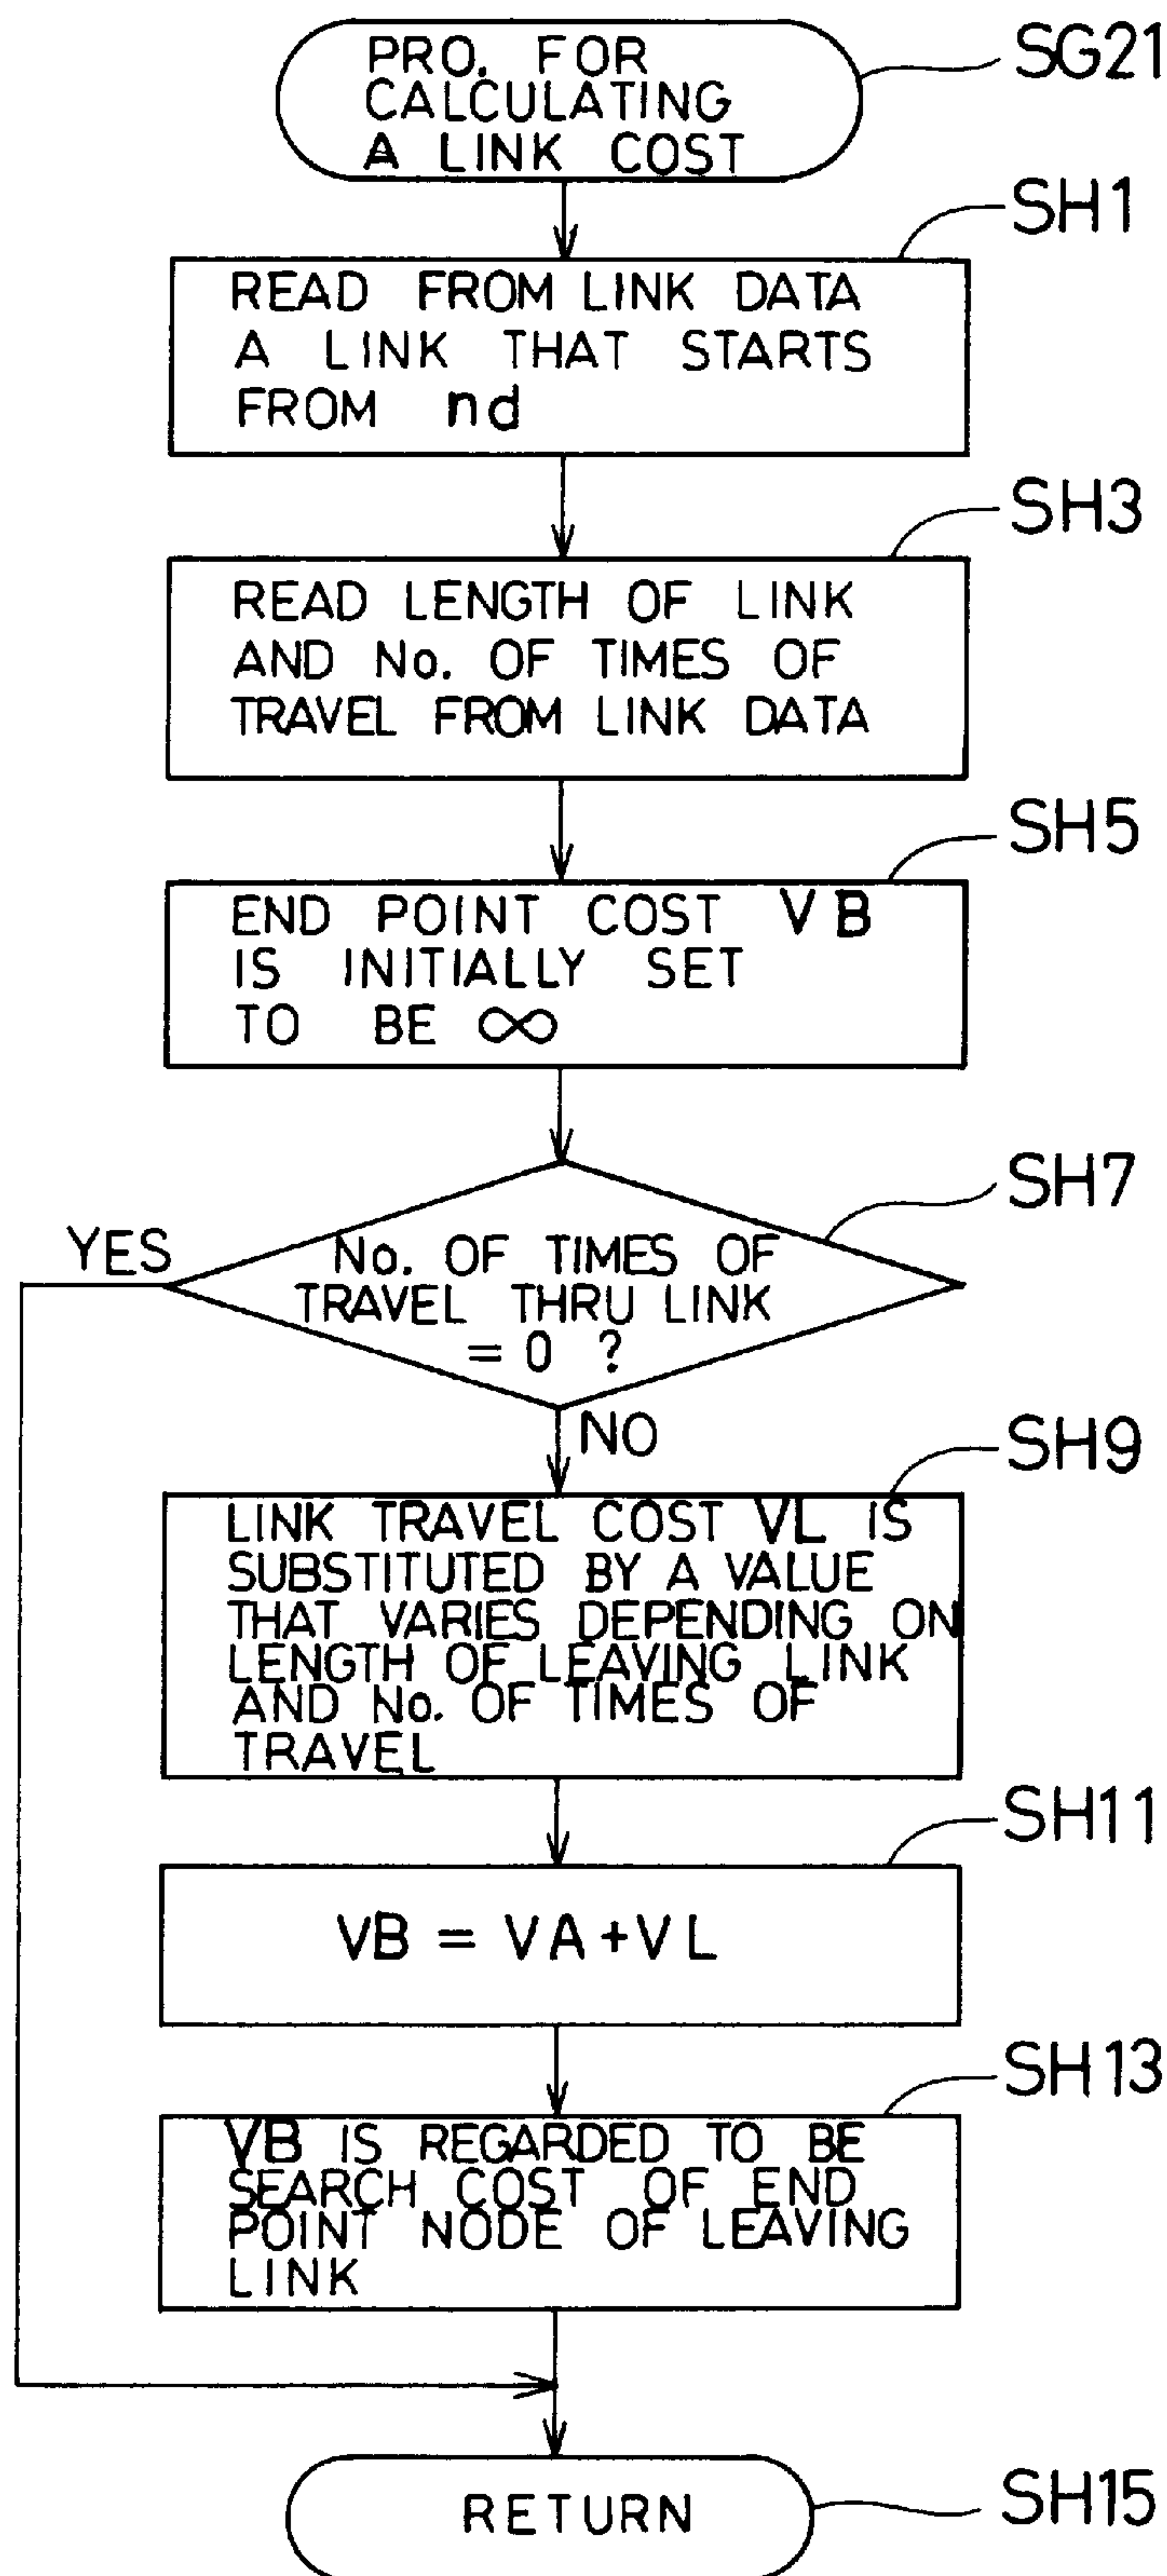 PRO. FOR
CALCULATING
A LINK COST
SG21
SH1
READ FROM LINK DATA
A LINK THAT STARTS
FROM nd
SH3
READ LENGTH OF LINK
AND No. OF TIMES OF
TRAVEL FROM LINK DATA
SH5
END POINT COST VB
IS INITIALLY SET
TO BE ∞
SH7
YES
No. OF TIMES OF
TRAVEL THRU LINK
= 0 ?
NO
SH9
LINK TRAVEL COST VL IS
SUBSTITUTED BY A VALUE
THAT VARIES DEPENDING ON
LENGTH OF LEAVING LINK
AND No. OF TIMES OF
TRAVEL
SH11
VB = VA+VL
SH13
VB IS REGARDED TO BE
SEARCH COST OF END
POINT NODE OF LEAVING
LINK
RETURN
SH15